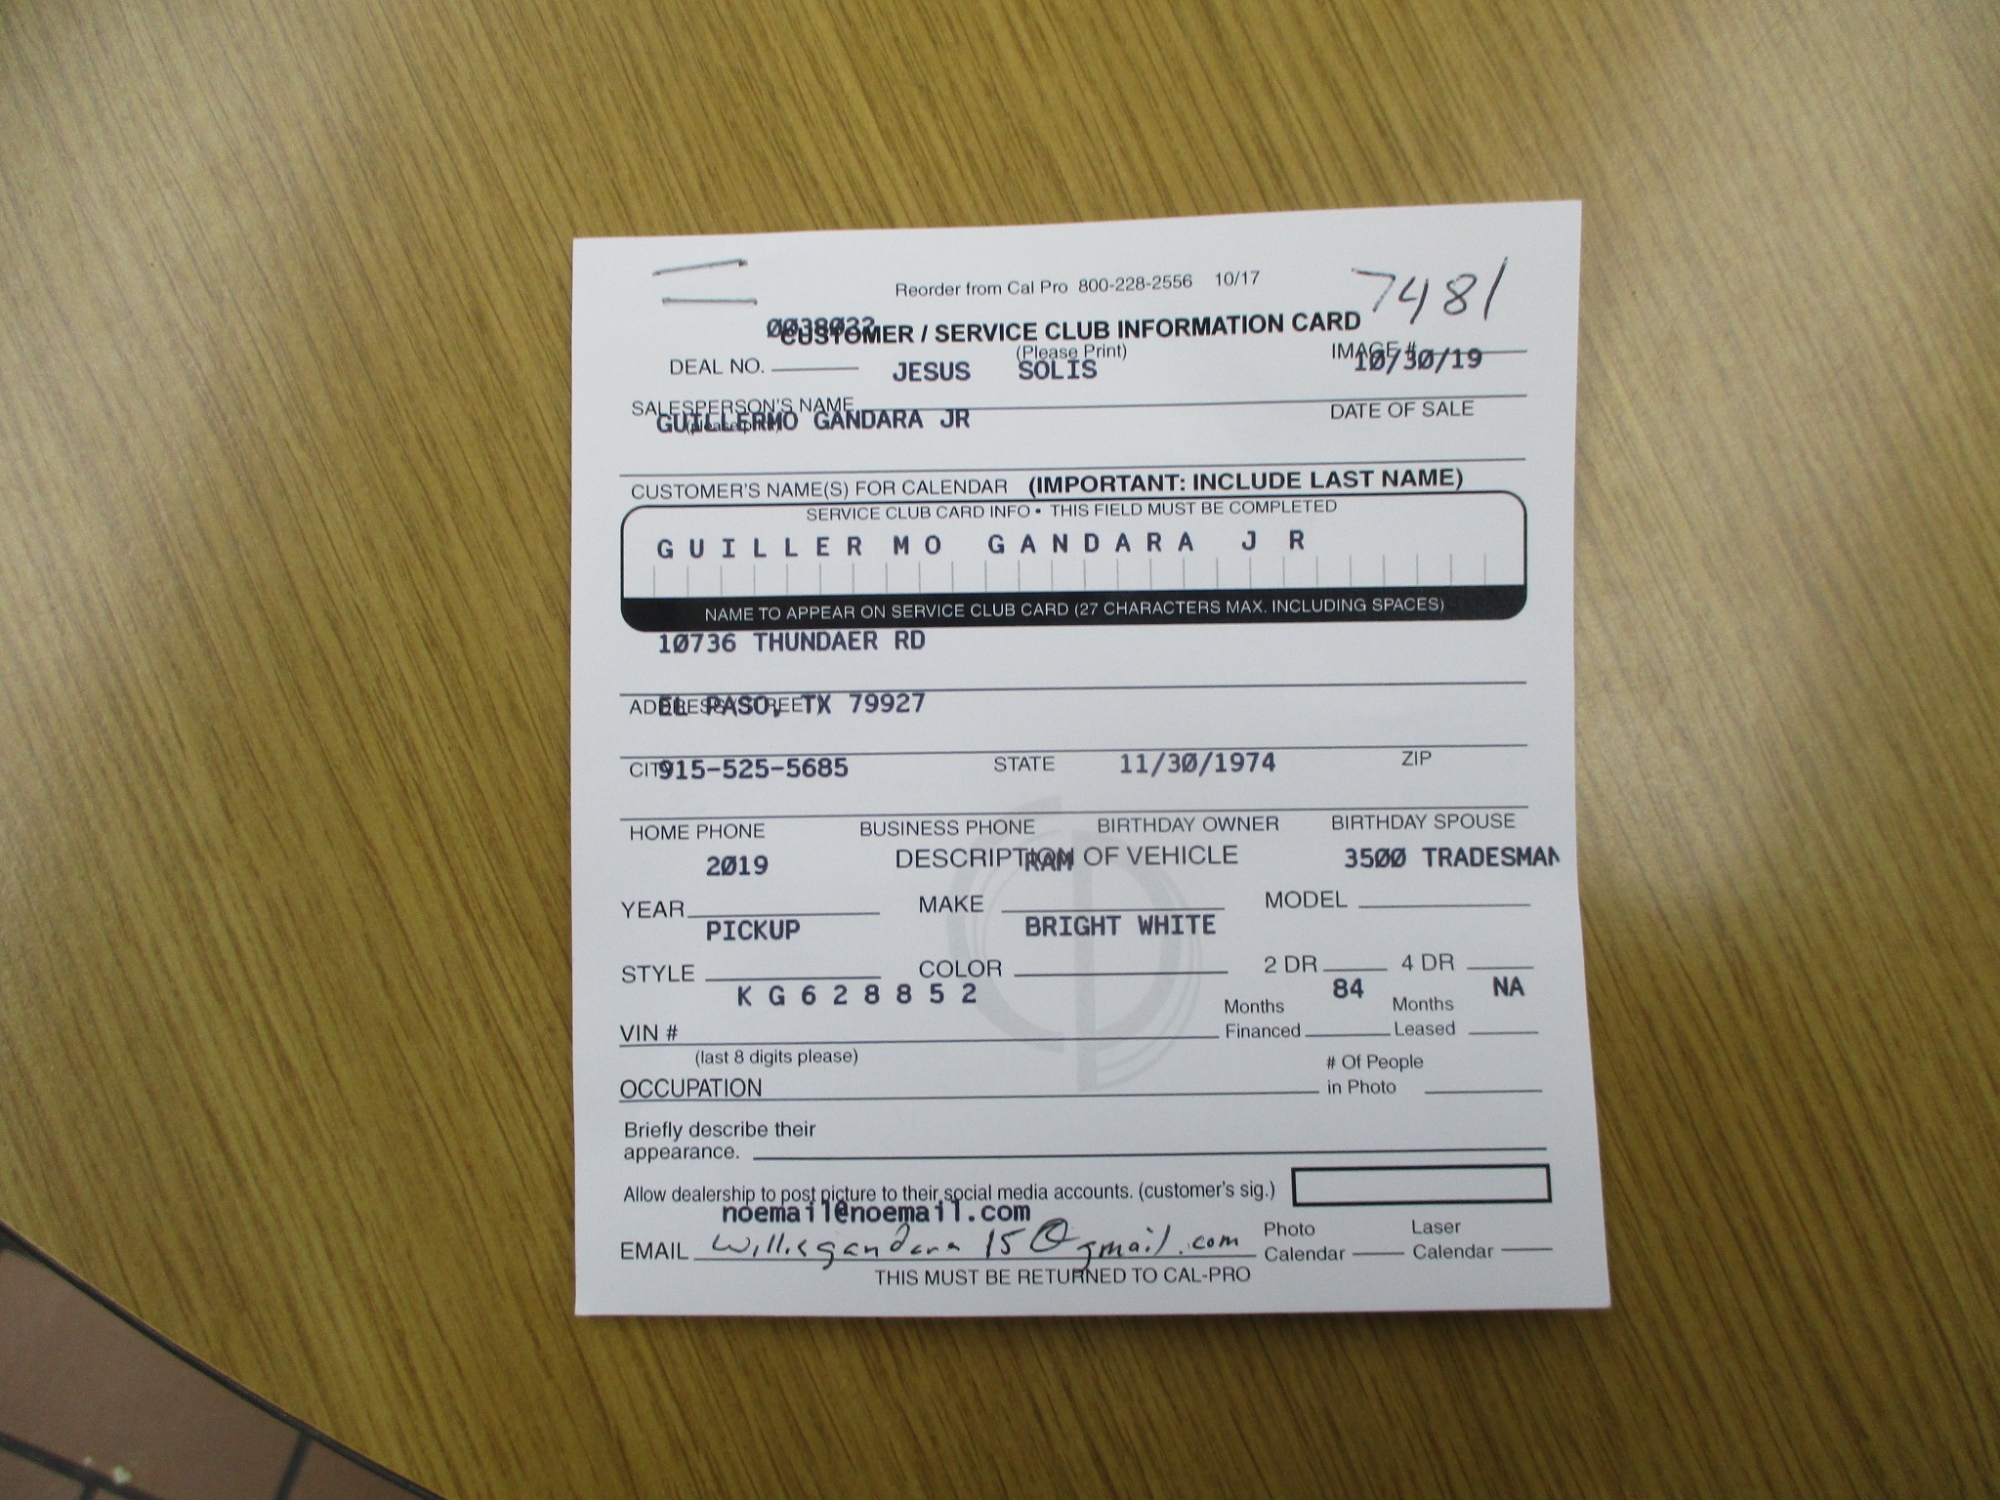 Reorder from Cal Pro 800-228-2556 10/17
7481
0038032
CUSTOMER / SERVICE CLUB INFORMATION CARD
(Please Print)
DEAL NO. JESUS SOLIS IMAGE # 10/30/19
SALESPERSON'S NAME DATE OF SALE
(please print)
GUILLERMO GANDARA JR
CUSTOMER'S NAME(S) FOR CALENDAR (IMPORTANT: INCLUDE LAST NAME)
SERVICE CLUB CARD INFO • THIS FIELD MUST BE COMPLETED
GUILLERMO GANDARA JR
NAME TO APPEAR ON SERVICE CLUB CARD (27 CHARACTERS MAX. INCLUDING SPACES)
10736 THUNDAER RD
ADDRESS/STREET
EL PASO, TX 79927
CITY STATE ZIP
915-525-5685 11/30/1974
HOME PHONE BUSINESS PHONE BIRTHDAY OWNER BIRTHDAY SPOUSE
DESCRIPTION OF VEHICLE
2019 RAM 3500 TRADESMAN
YEAR MAKE MODEL
PICKUP BRIGHT WHITE
STYLE COLOR 2 DR 4 DR
KG628852 84 NA
VIN # Months Financed Months Leased
(last 8 digits please)
OCCUPATION # Of People in Photo
Briefly describe their
appearance.
Allow dealership to post picture to their social media accounts. (customer's sig.)
noemail@noemail.com
EMAIL williegandara15@gmail.com Photo Calendar Laser Calendar
THIS MUST BE RETURNED TO CAL-PRO